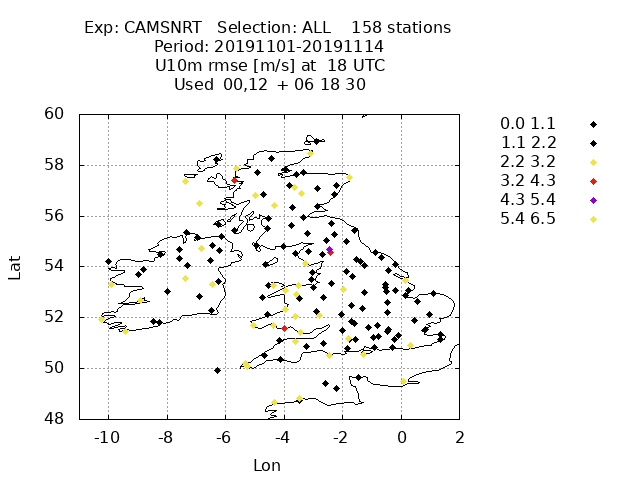 Exp: CAMSNRT Selection: ALL 158 stations
Period: 20191101-20191114
U10m rmse [m/s] at 18 UTC
Used 00,12 + 06 18 30
60
58
56
54
52
50
48
Lat
-10 -8 -6 -4 -2 0 2
Lon
0.0 1.1
1.1 2.2
2.2 3.2
3.2 4.3
4.3 5.4
5.4 6.5